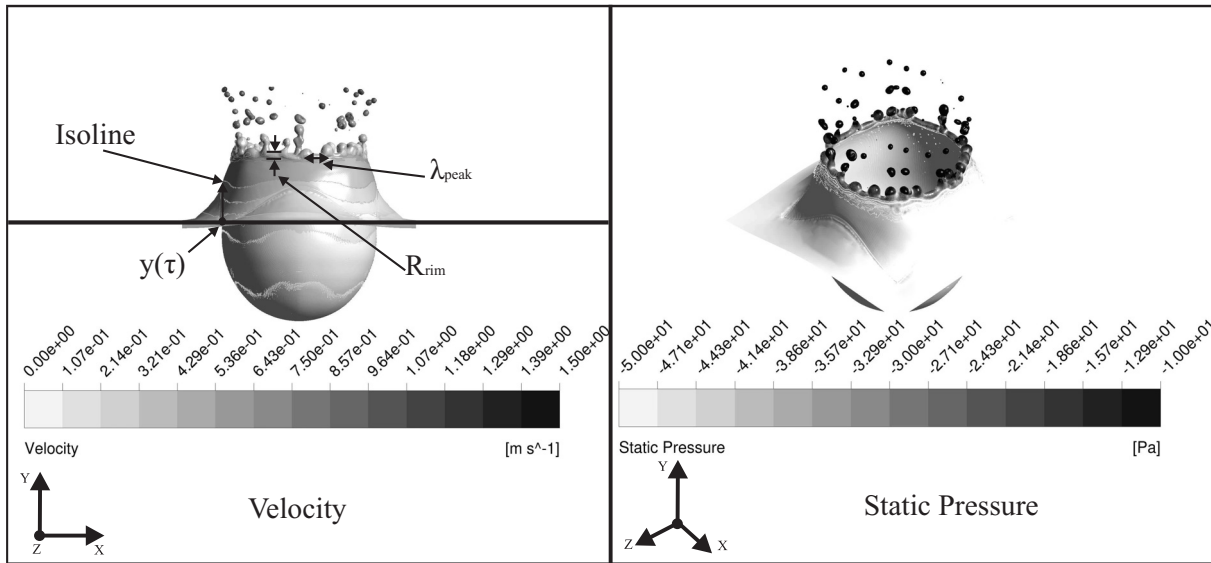 Isoline
λpeak
y(τ)
Rrim
0.00e+00
1.07e-01
2.14e-01
3.21e-01
4.29e-01
5.36e-01
6.43e-01
7.50e-01
8.57e-01
9.64e-01
1.07e+00
1.18e+00
1.29e+00
1.39e+00
1.50e+00
Velocity
[m s^-1]
Y
Z
X
Velocity
-5.00e+01
-4.71e+01
-4.43e+01
-4.14e+01
-3.86e+01
-3.57e+01
-3.29e+01
-3.00e+01
-2.71e+01
-2.43e+01
-2.14e+01
-1.86e+01
-1.57e+01
-1.29e+01
-1.00e+01
Static Pressure
[Pa]
Y
Z
X
Static Pressure